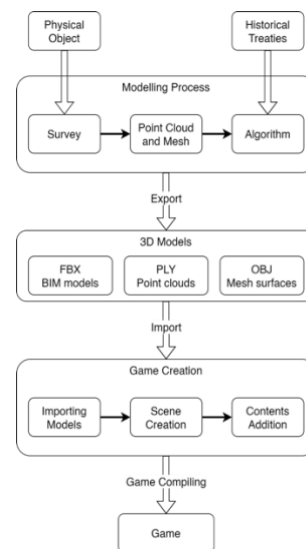 Physical
Object
Historical
Treaties
Modelling Process
Survey
Point Cloud
and Mesh
Algorithm
Export
3D Models
FBX
BIM models
PLY
Point clouds
OBJ
Mesh surfaces
Import
Game Creation
Importing
Models
Scene
Creation
Contents
Addition
Game Compiling
Game